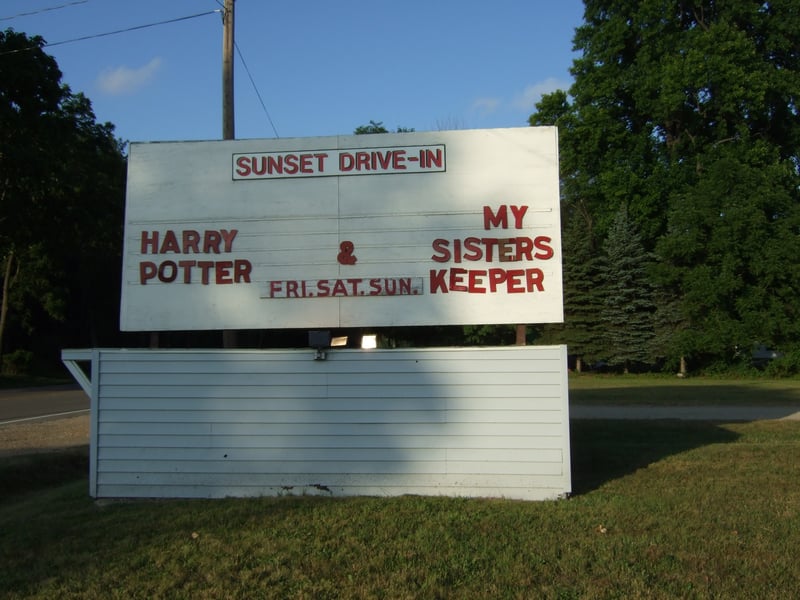 SUNSET DRIVE-IN
HARRY
POTTER
&
MY
SISTERS
KEEPER
FRI. SAT. SUN.